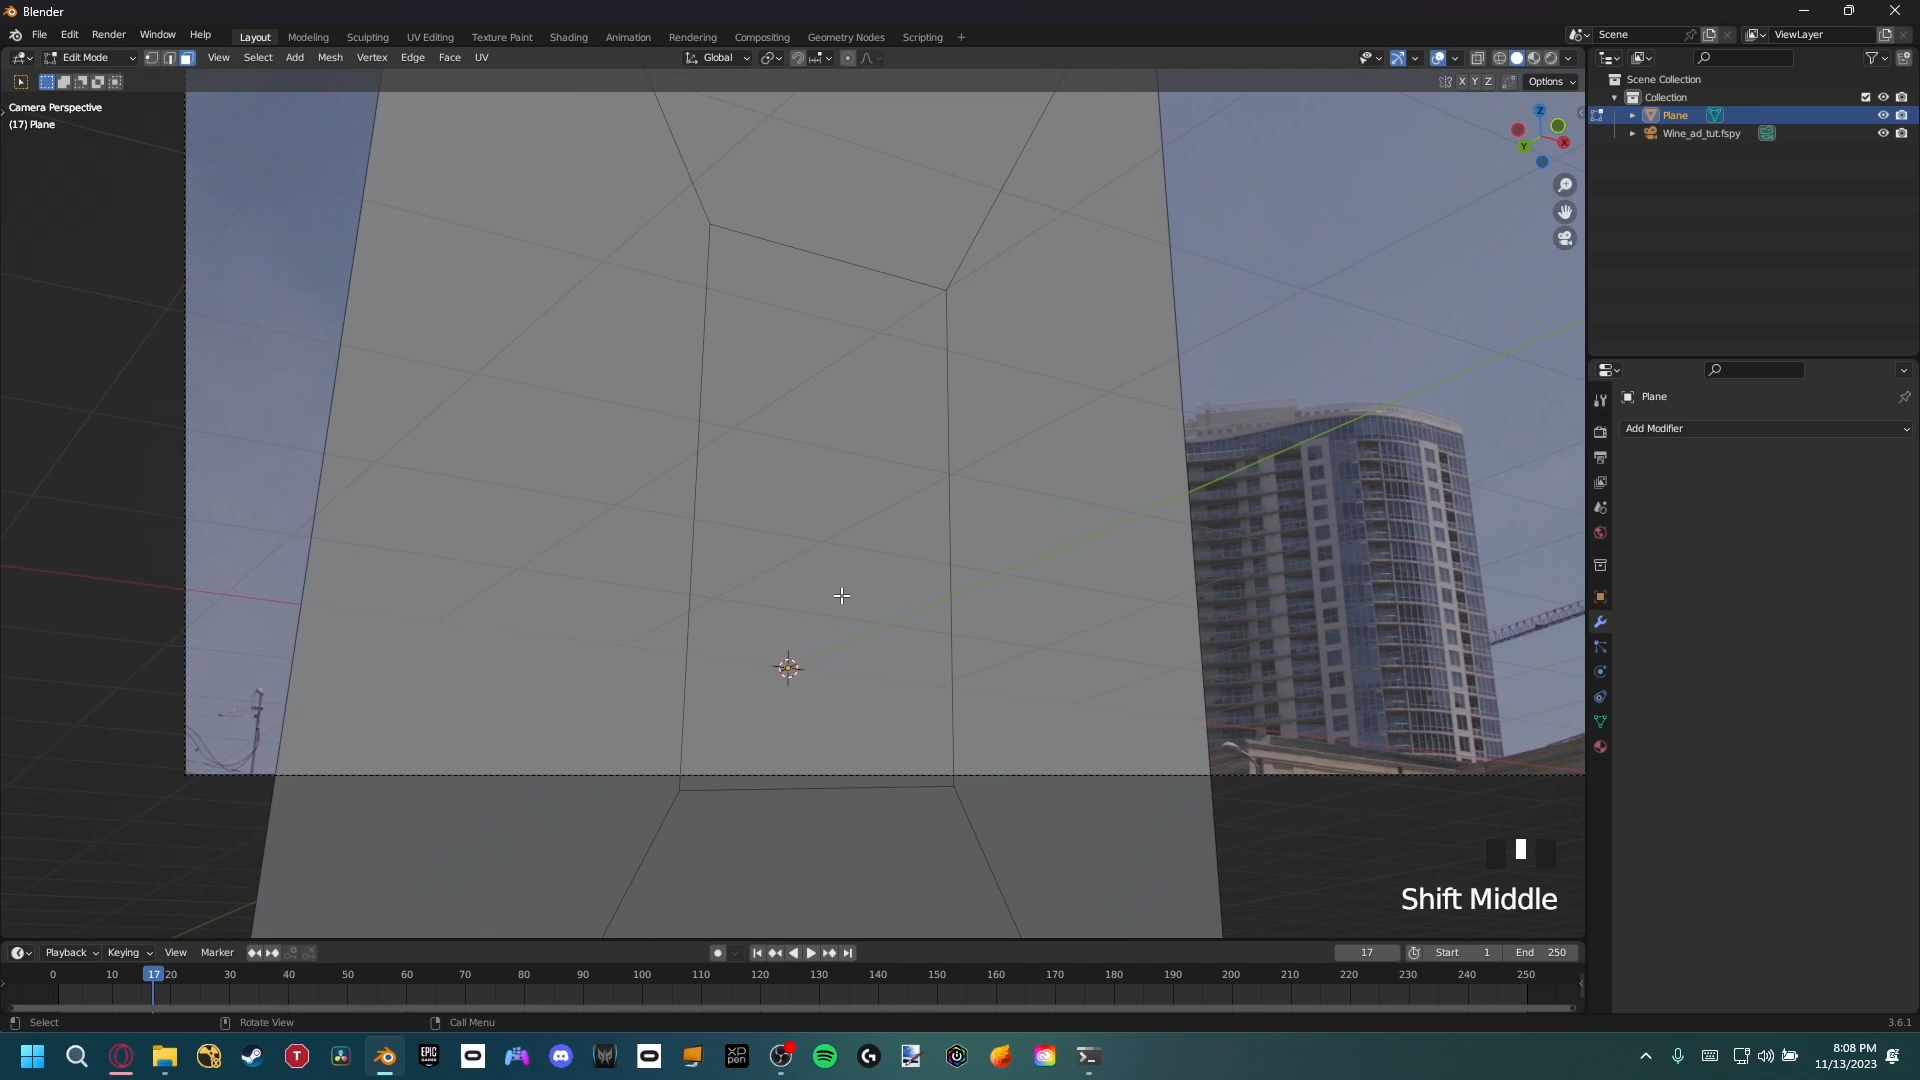 Blender
File Edit Render Window Help
Layout Modeling Sculpting UV Editing Texture Paint Shading Animation Rendering Compositing Geometry Nodes Scripting +
Scene
ViewLayer
Edit Mode
View Select Add Mesh Vertex Edge Face UV
Global
X Y Z
Options
Camera Perspective
(17) Plane
Z
X
Y
Scene Collection
Collection
Plane
Wine_ad_tut.fspy
Plane
Add Modifier
Shift Middle
Playback Keying View Marker
17
Start 1
End 250
0 10 17 20 30 40 50 60 70 80 90 100 110 120 130 140 150 160 170 180 190 200 210 220 230 240 250
Select
Rotate View
Call Menu
3.6.1
T
EPIC GAMES
XP PEN
8:08 PM
11/13/2023